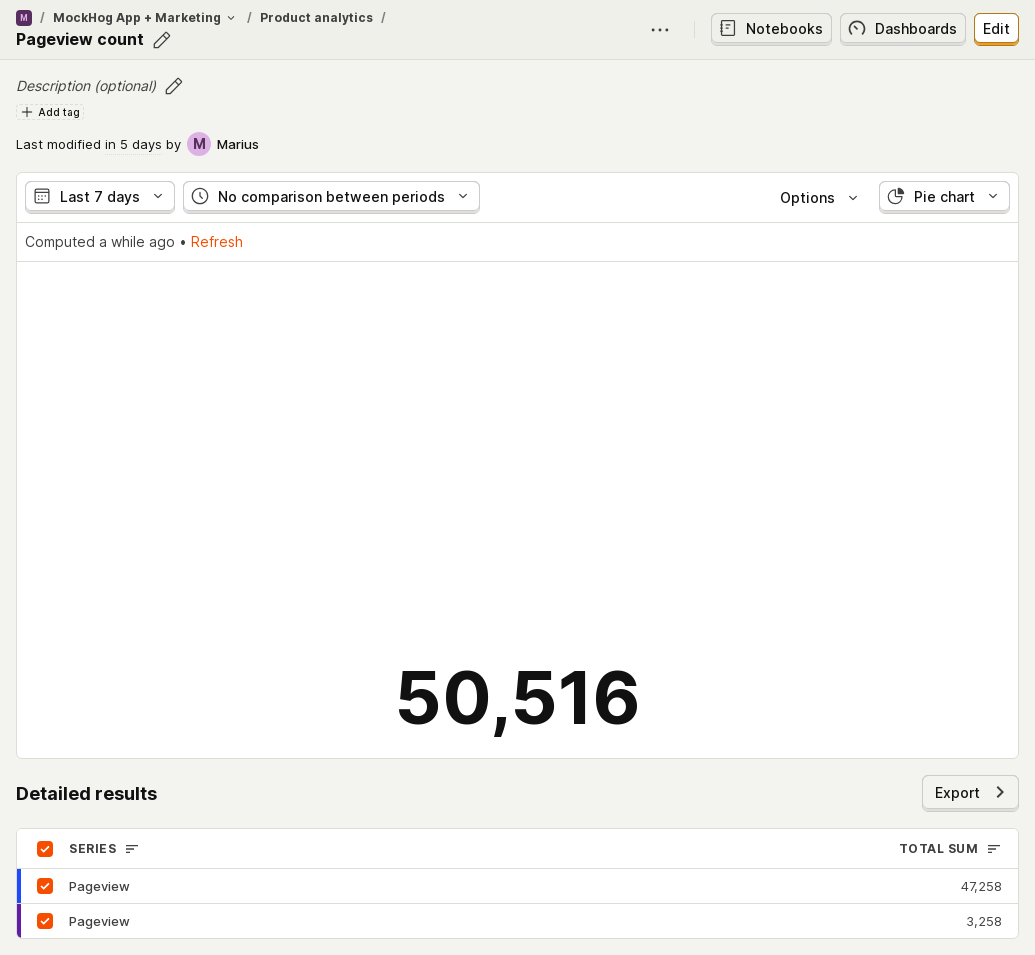 M / MockHog App + Marketing / Product analytics /
Pageview count
Notebooks
Dashboards
Edit
Description (optional)
Add tag
Last modified in 5 days by M Marius
Last 7 days
No comparison between periods
Options
Pie chart
Computed a while ago • Refresh
50,516
Detailed results
Export
SERIES TOTAL SUM
Pageview 47,258
Pageview 3,258